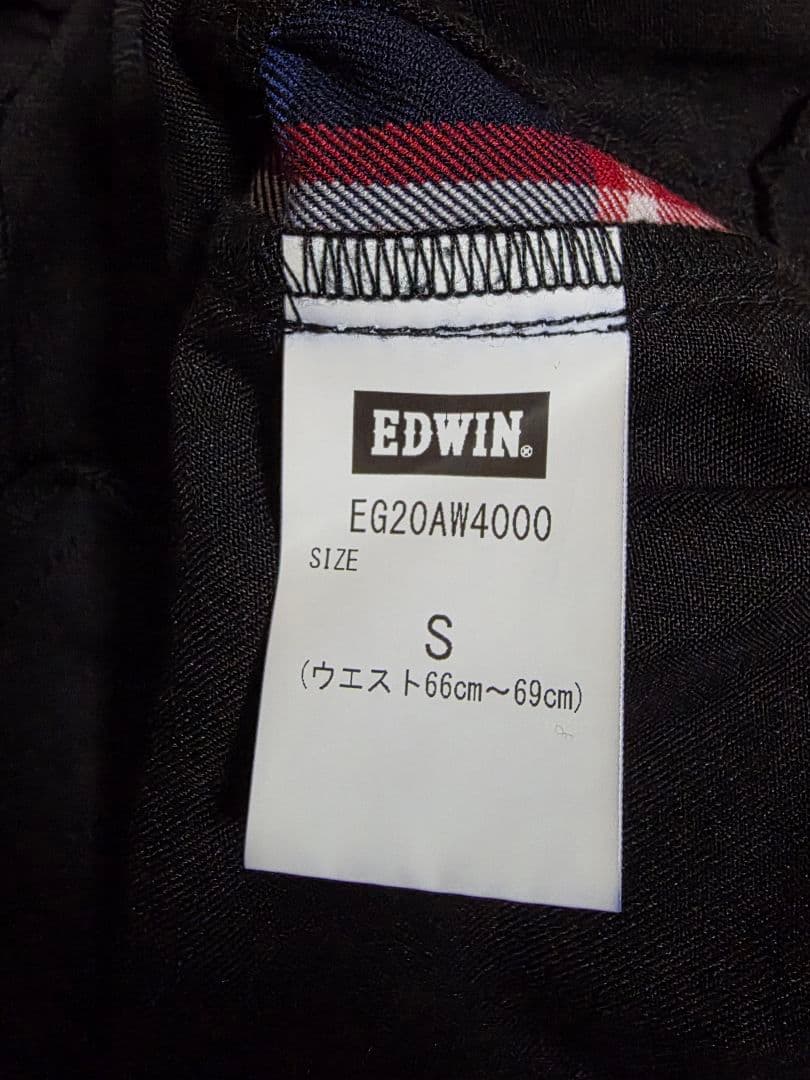 EDWIN®
EG20AW4000
SIZE
S
(ウエスト66cm～69cm)